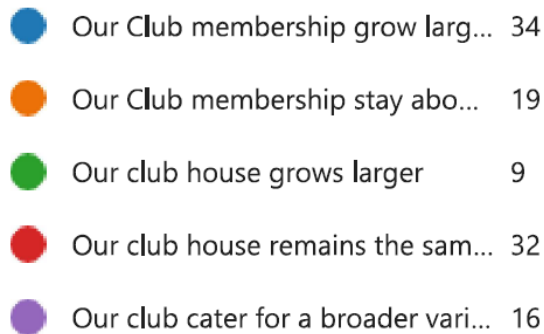 Our Club membership grow larg... 34
Our Club membership stay abo... 19
Our club house grows larger 9
Our club house remains the sam... 32
Our club cater for a broader vari... 16